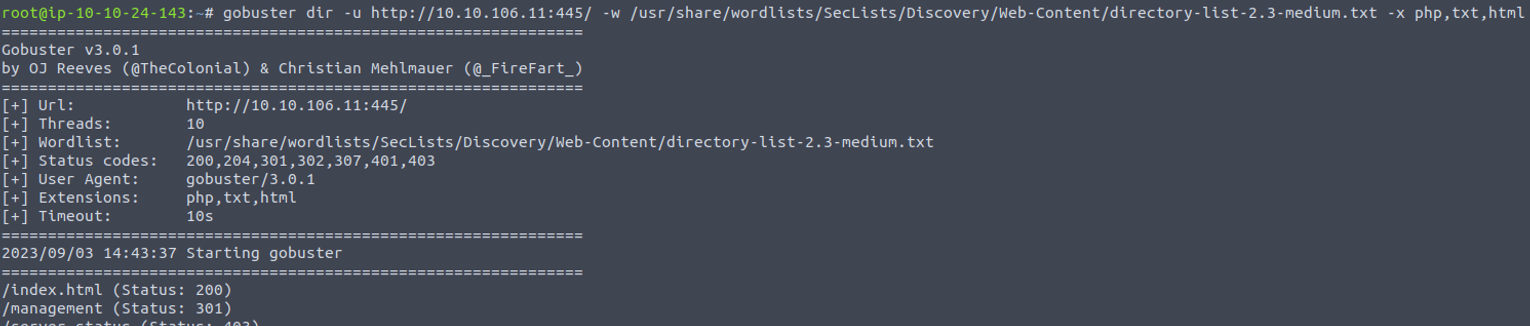 root@ip-10-10-24-143:~# gobuster dir -u http://10.10.106.11:445/ -w /usr/share/wordlists/SecLists/Discovery/Web-Content/directory-list-2.3-medium.txt -x php,txt,html
===============================================================
Gobuster v3.0.1
by OJ Reeves (@TheColonial) & Christian Mehlmauer (@_FireFart_)
===============================================================
[+] Url:            http://10.10.106.11:445/
[+] Threads:        10
[+] Wordlist:       /usr/share/wordlists/SecLists/Discovery/Web-Content/directory-list-2.3-medium.txt
[+] Status codes:   200,204,301,302,307,401,403
[+] User Agent:     gobuster/3.0.1
[+] Extensions:     php,txt,html
[+] Timeout:        10s
===============================================================
2023/09/03 14:43:37 Starting gobuster
===============================================================
/index.html (Status: 200)
/management (Status: 301)
/server-status (Status: 403)